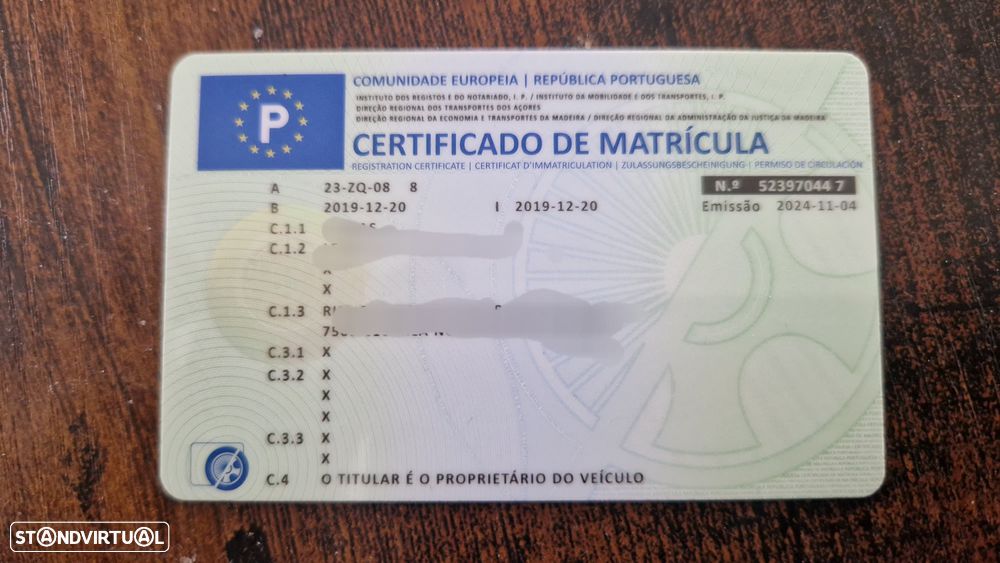 P
COMUNIDADE EUROPEIA | REPÚBLICA PORTUGUESA
INSTITUTO DOS REGISTOS E DO NOTARIADO, I. P. / INSTITUTO DA MOBILIDADE E DOS TRANSPORTES, I. P.
DIREÇÃO REGIONAL DOS TRANSPORTES DOS AÇORES
DIREÇÃO REGIONAL DA ECONOMIA E TRANSPORTES DA MADEIRA / DIREÇÃO REGIONAL DA ADMINISTRAÇÃO DA JUSTIÇA DA MADEIRA
CERTIFICADO DE MATRÍCULA
REGISTRATION CERTIFICATE | CERTIFICAT D'IMMATRICULATION | ZULASSUNGSBESCHEINIGUNG | PERMISO DE CIRCULACIÓN
A 23-ZQ-08 8 N.º 52397044 7
B 2019-12-20 I 2019-12-20 Emissão 2024-11-04
C.1.1
C.1.2
X
X
C.1.3
C.3.1 X
C.3.2 X
X
X
C.3.3 X
X
C.4 O TITULAR É O PROPRIETÁRIO DO VEÍCULO
STANDVIRTUAL